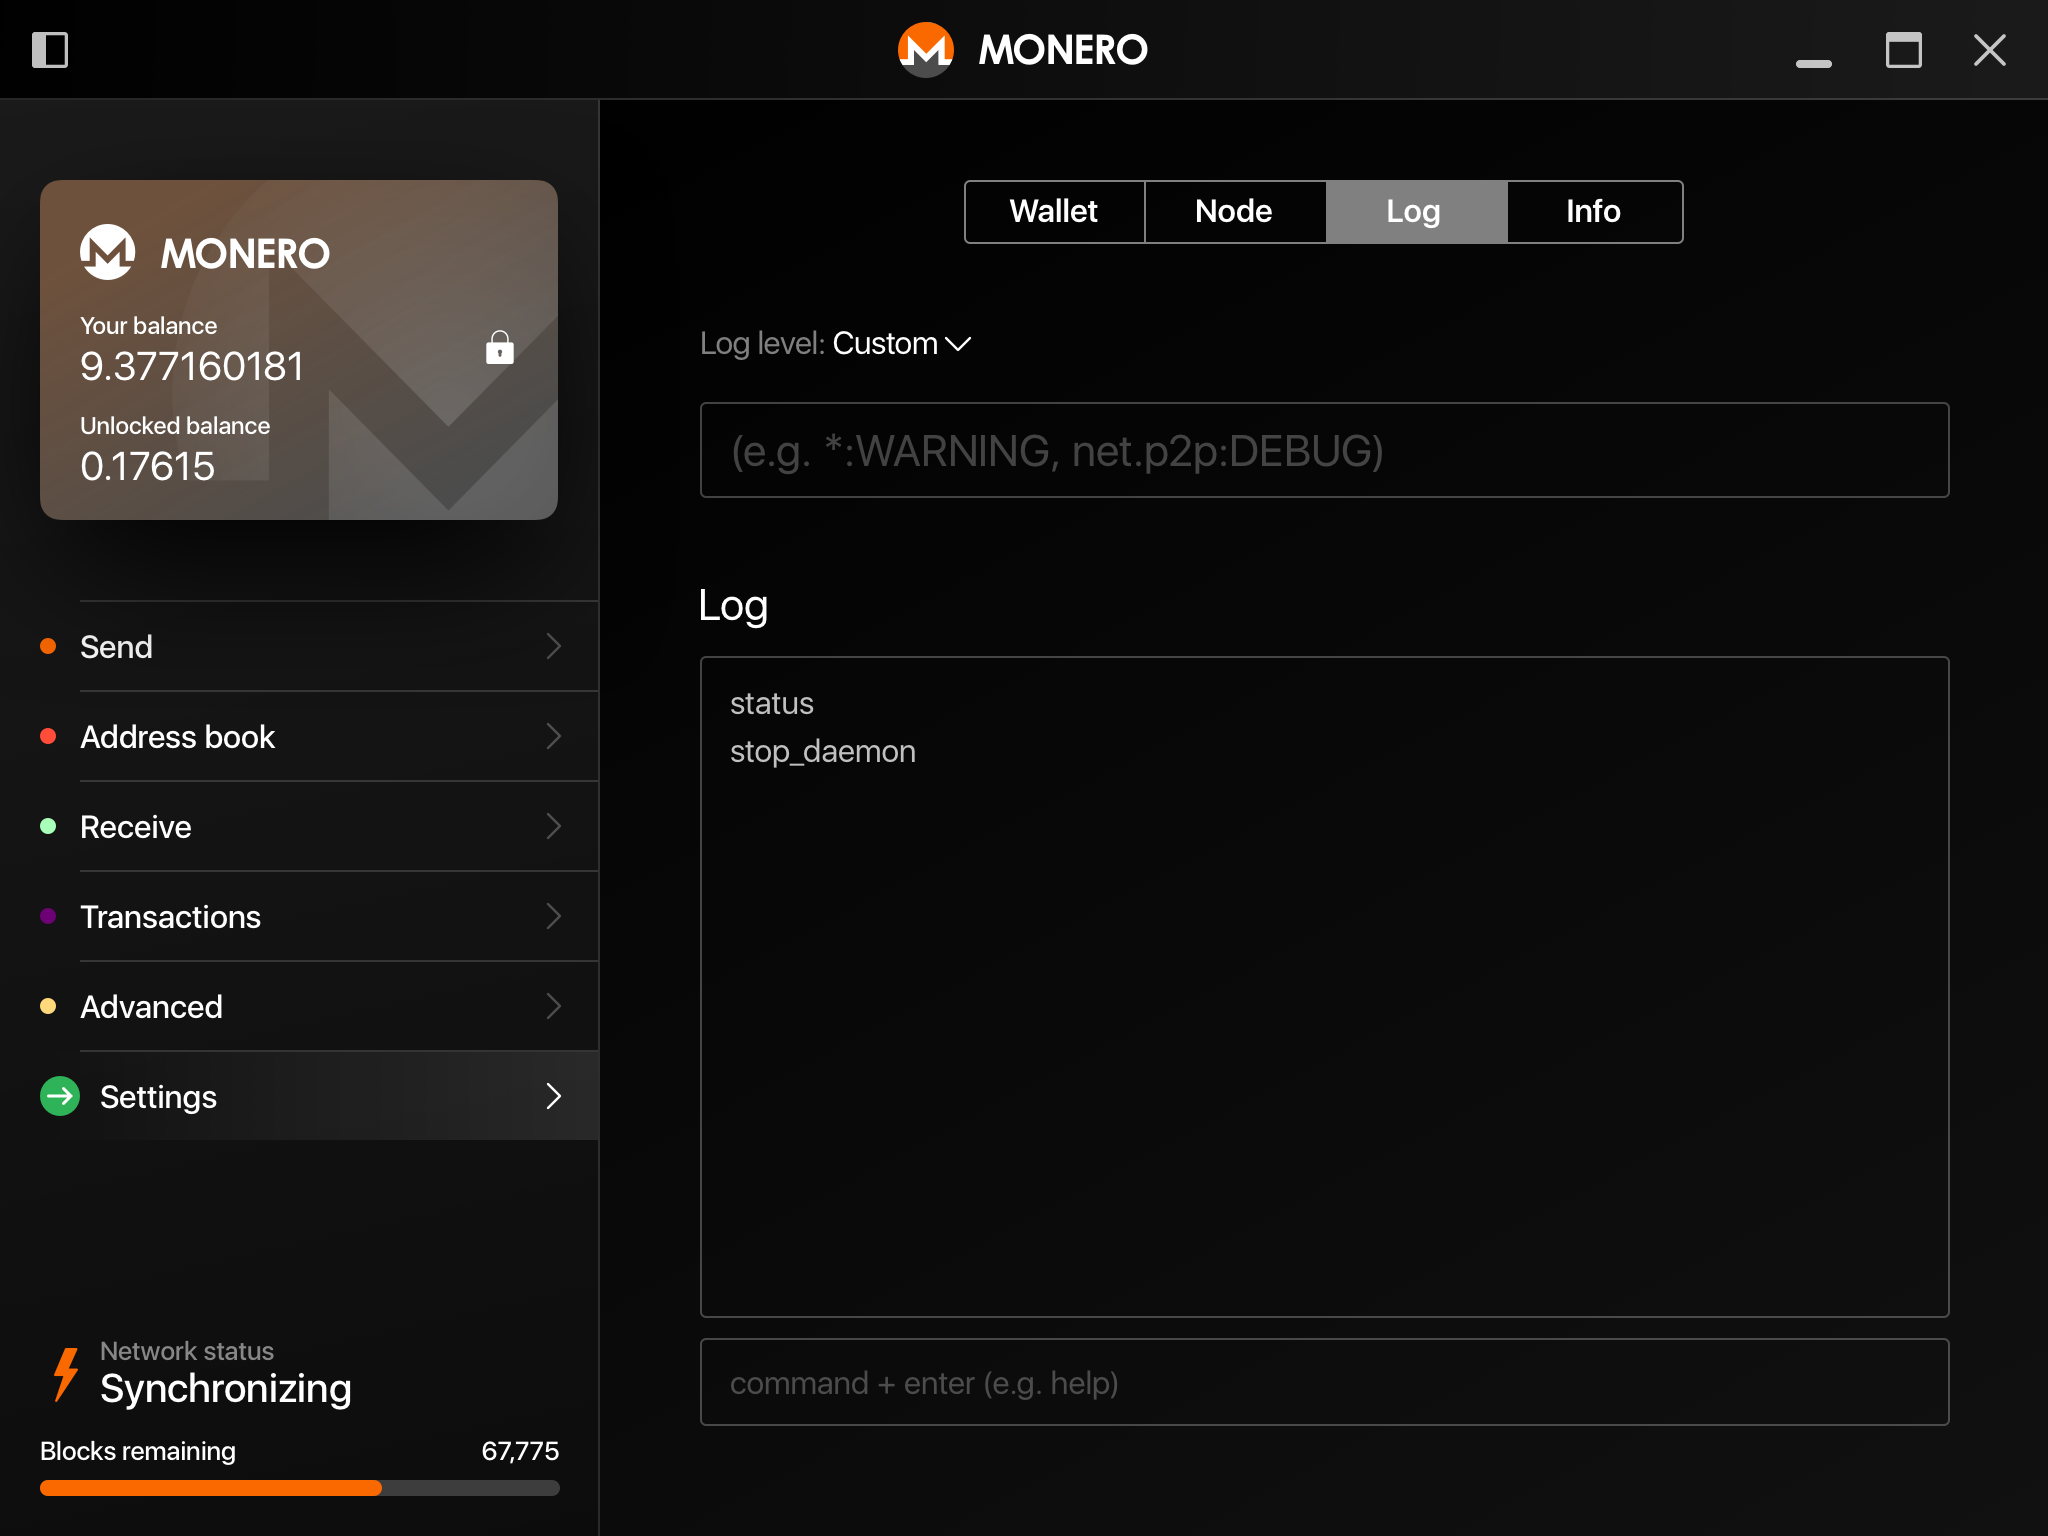 MONERO
MONERO
Your balance
9.377160181
Unlocked balance
0.17615
Send
Address book
Receive
Transactions
Advanced
Settings
Network status
Synchronizing
Blocks remaining 67,775
Wallet Node Log Info
Log level: Custom
(e.g. *:WARNING, net.p2p:DEBUG)
Log
status
stop_daemon
command + enter (e.g. help)